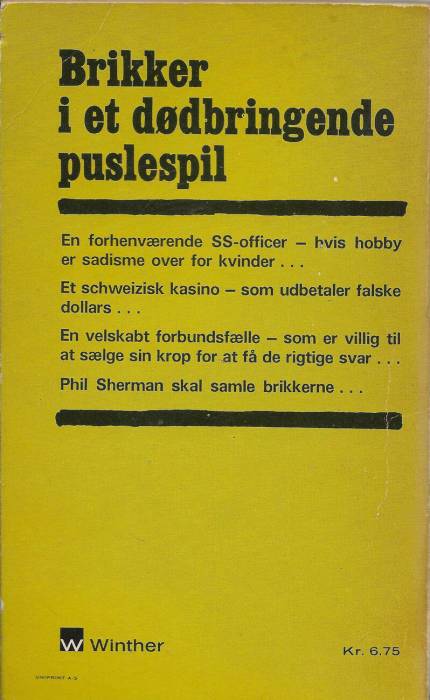 Brikker
i et dødbringende
puslespil
En forhenværende SS-officer – hvis hobby
er sadisme over for kvinder . . .
Et schweizisk kasino – som udbetaler falske
dollars . . .
En velskabt forbundsfælle – som er villig til
at sælge sin krop for at få de rigtige svar . . .
Phil Sherman skal samle brikkerne . . .
W Winther
Kr. 6.75
UNIPRINT A/S